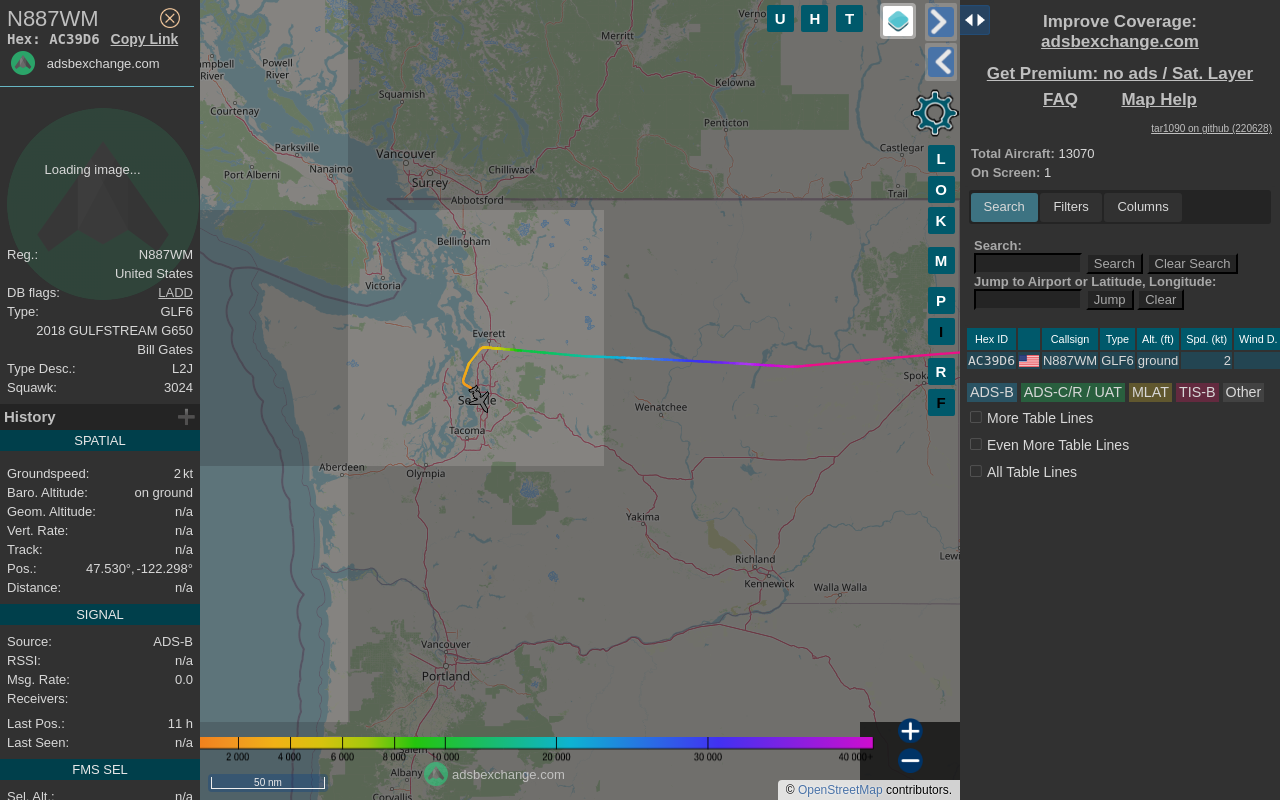 N887WM
Hex: AC39D6 Copy Link
adsbexchange.com
Loading image...
Reg.: N887WM
United States
DB flags: LADD
Type: GLF6
2018 GULFSTREAM G650
Bill Gates
Type Desc.: L2J
Squawk: 3024
History
SPATIAL
Groundspeed: 2 kt
Baro. Altitude: on ground
Geom. Altitude: n/a
Vert. Rate: n/a
Track: n/a
Pos.: 47.530°, -122.298°
Distance: n/a
SIGNAL
Source: ADS-B
RSSI: n/a
Msg. Rate: 0.0
Receivers:
Last Pos.: 11 h
Last Seen: n/a
FMS SEL
Sel. Alt.: n/a
U H T
Merritt
Powell
River
River
Squamish
Kelowna
Courtenay
Penticton
Parksville
Vancouver
Castlegar
Nanaimo
Port Alberni
Chilliwack
Surrey
Abbotsford
Trail
Bellingham
Victoria
Everett
Wenatchee
Tacoma
Aberdeen
Olympia
Yakima
Richland
Kennewick
Walla Walla
Vancouver
Portland
Salem
Albany
Corvallis
L
O
K
M
P
I
R
F
2 000 4 000 6 000 8 000 10 000 20 000 30 000 40 000+
adsbexchange.com
50 nm
© OpenStreetMap contributors.
Improve Coverage:
adsbexchange.com
Get Premium: no ads / Sat. Layer
FAQ Map Help
tar1090 on github (220628)
Total Aircraft: 13070
On Screen: 1
Search Filters Columns
Search:
Search Clear Search
Jump to Airport or Latitude, Longitude:
Jump Clear
Hex ID Callsign Type Alt. (ft) Spd. (kt) Wind D.
AC39D6 N887WM GLF6 ground 2
ADS-B ADS-C/R / UAT MLAT TIS-B Other
More Table Lines
Even More Table Lines
All Table Lines